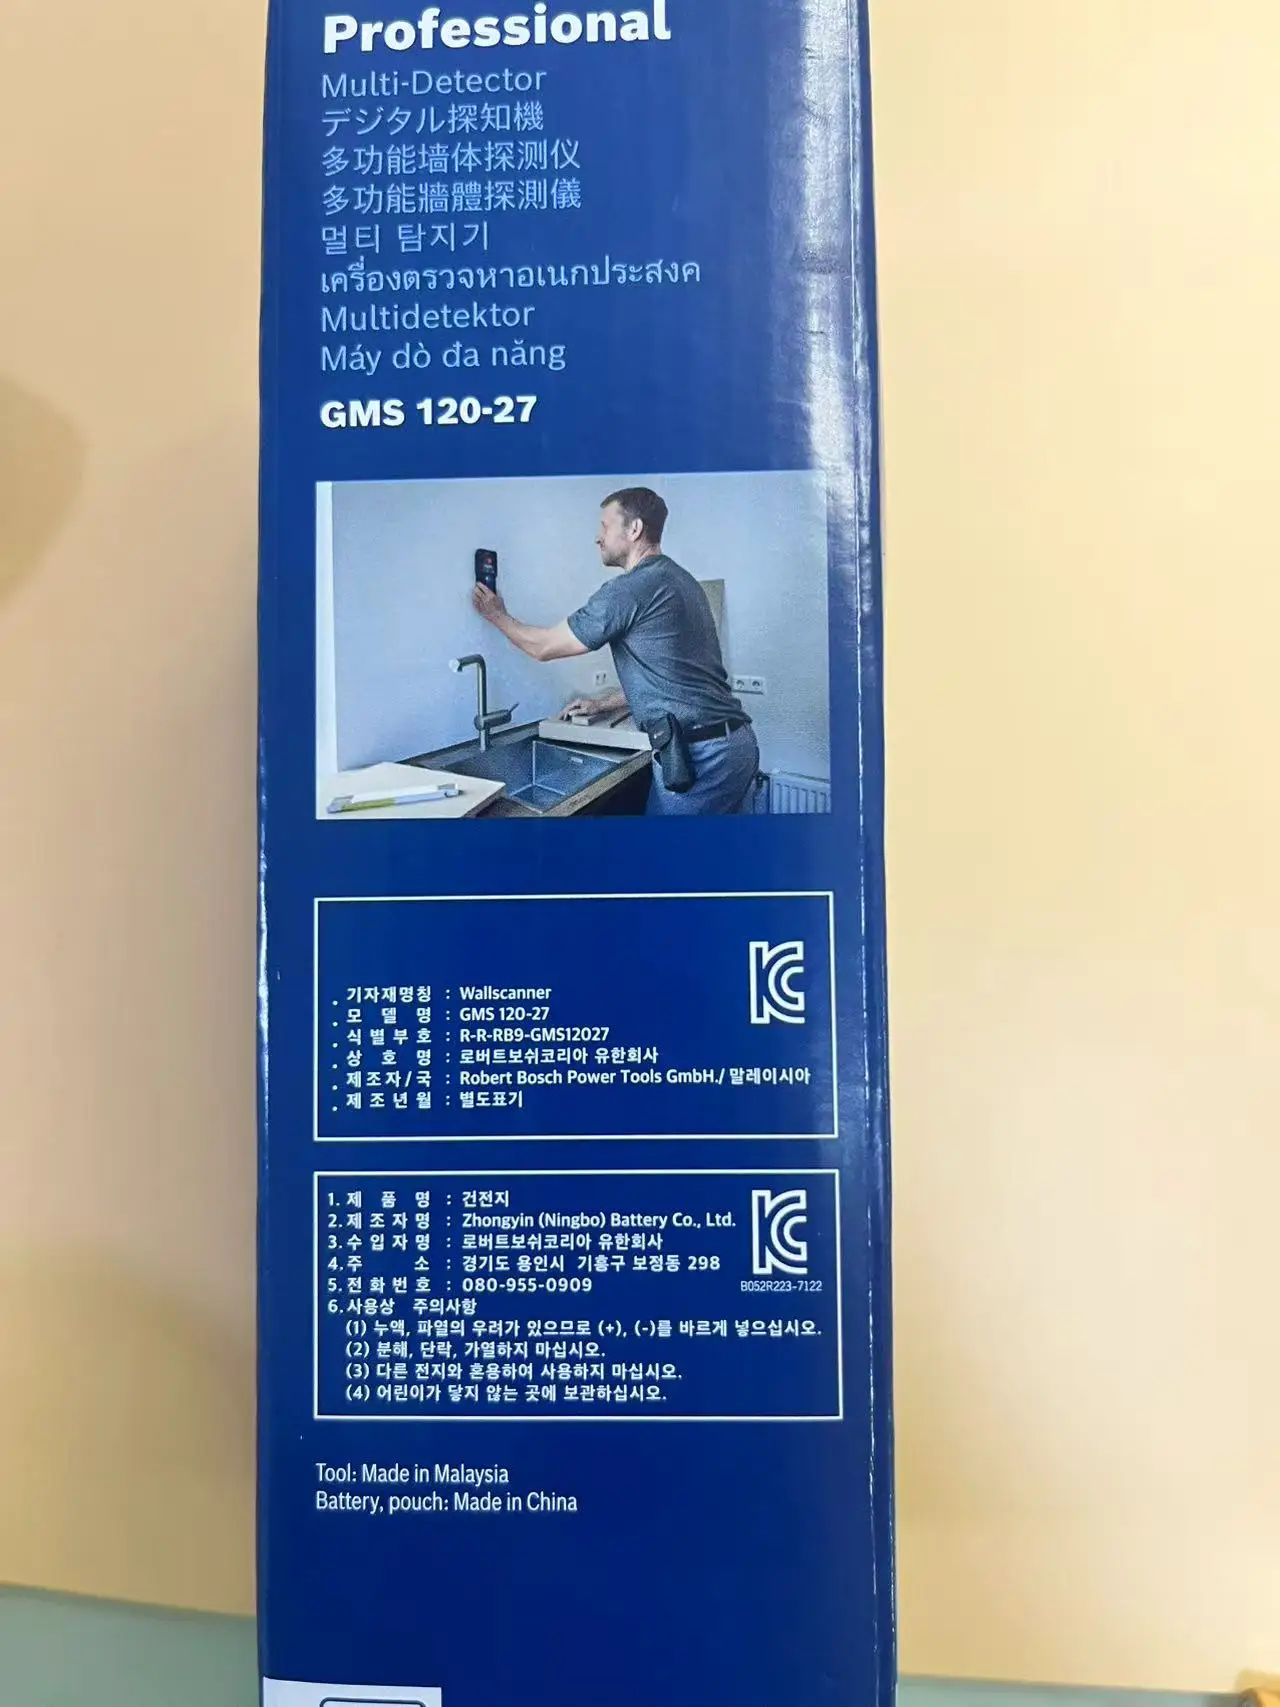 Professional
Multi-Detector
デジタル探知機
多功能墙体探测仪
多功能牆體探測儀
멀티 탐지기
เครื่องตรวจหาอเนกประสงค
Multidetektor
Máy dò đa năng
GMS 120-27
KC
. 기자재명칭 : Wallscanner
. 모 델 명 : GMS 120-27
. 식별부호 : R-R-RB9-GMS12027
. 상 호 명 : 로버트보쉬코리아 유한회사
. 제조자/국 : Robert Bosch Power Tools GmbH./ 말레이시아
. 제조년월 : 별도표기
1. 제 품 명 : 건전지
2. 제조자명 : Zhongyin (Ningbo) Battery Co., Ltd.
3. 수입자명 : 로버트보쉬코리아 유한회사
4. 주 소 : 경기도 용인시 기흥구 보정동 298
5. 전화번호 : 080-955-0909
KC
B052R223-7122
6. 사용상 주의사항
(1) 누액, 파열의 우려가 있으므로 (+), (-)를 바르게 넣으십시오.
(2) 분해, 단락, 가열하지 마십시오.
(3) 다른 전지와 혼용하여 사용하지 마십시오.
(4) 어린이가 닿지 않는 곳에 보관하십시오.
Tool: Made in Malaysia
Battery, pouch: Made in China